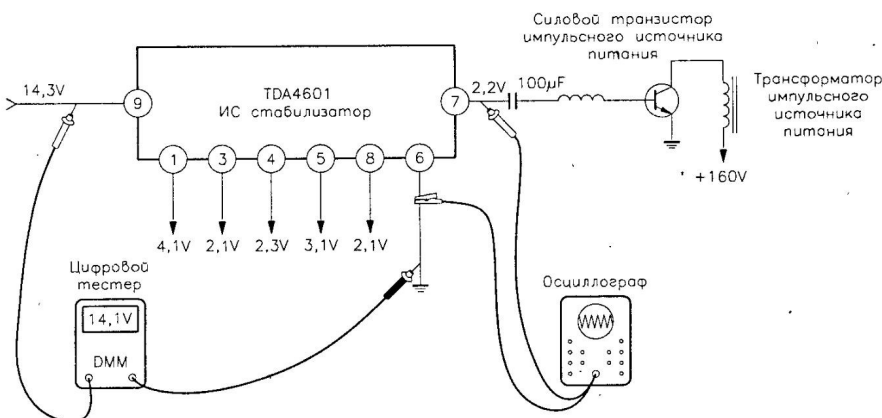 Силовой транзистор
импульсного источника
питания
14,3V
9
TDA4601
ИС стабилизатор
7
2,2V
100µF
Трансформатор
импульсного
источника
питания
+160V
1
3
4
5
8
6
4,1V
2,1V
2,3V
3,1V
2,1V
Цифровой
тестер
14,1V
DMM
Осциллограф